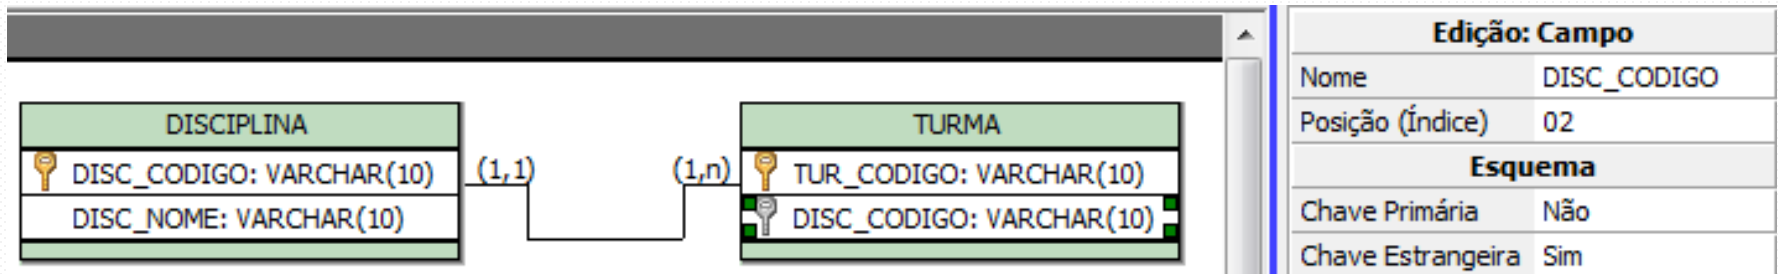 DISCIPLINA
DISC_CODIGO: VARCHAR(10)
DISC_NOME: VARCHAR(10)
(1,1)
(1,n)
TURMA
TUR_CODIGO: VARCHAR(10)
DISC_CODIGO: VARCHAR(10)
Edição: Campo
Nome DISC_CODIGO
Posição (Índice) 02
Esquema
Chave Primária Não
Chave Estrangeira Sim